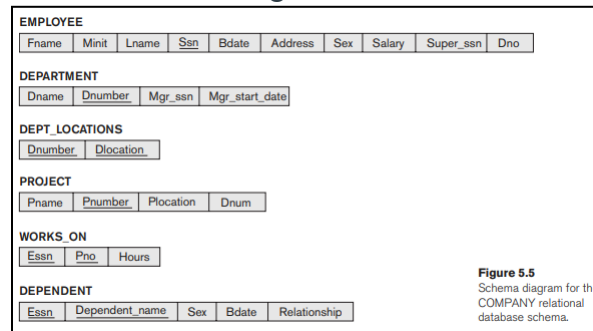 EMPLOYEE
Fname Minit Lname Ssn Bdate Address Sex Salary Super_ssn Dno
DEPARTMENT
Dname Dnumber Mgr_ssn Mgr_start_date
DEPT_LOCATIONS
Dnumber Dlocation
PROJECT
Pname Pnumber Plocation Dnum
WORKS_ON
Essn Pno Hours
DEPENDENT
Essn Dependent_name Sex Bdate Relationship
Figure 5.5
Schema diagram for th
COMPANY relational
database schema.